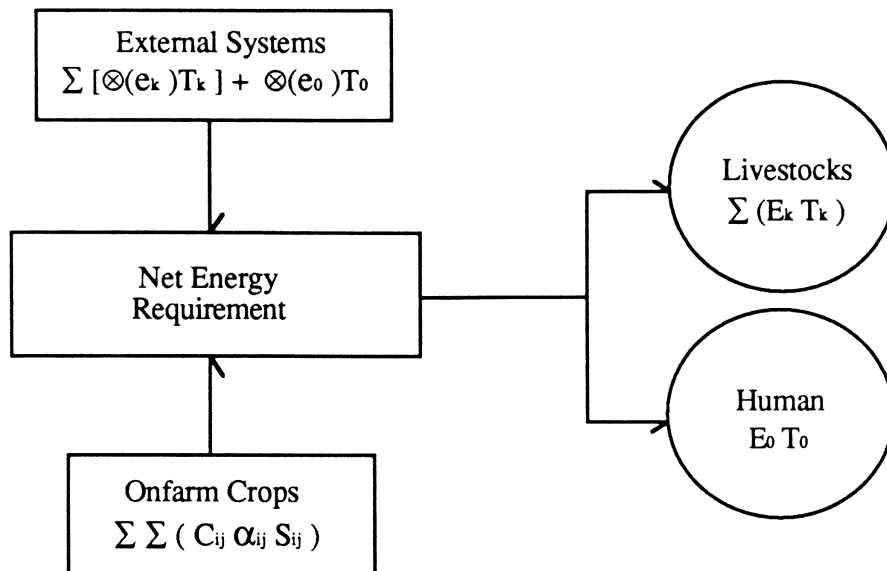 External Systems
∑ [⊗(eₖ)Tₖ] + ⊗(e₀)T₀
Livestocks
∑ (Eₖ Tₖ)
Net Energy
Requirement
Human
E₀ T₀
Onfarm Crops
∑ ∑ ( Cᵢⱼ αᵢⱼ Sᵢⱼ )